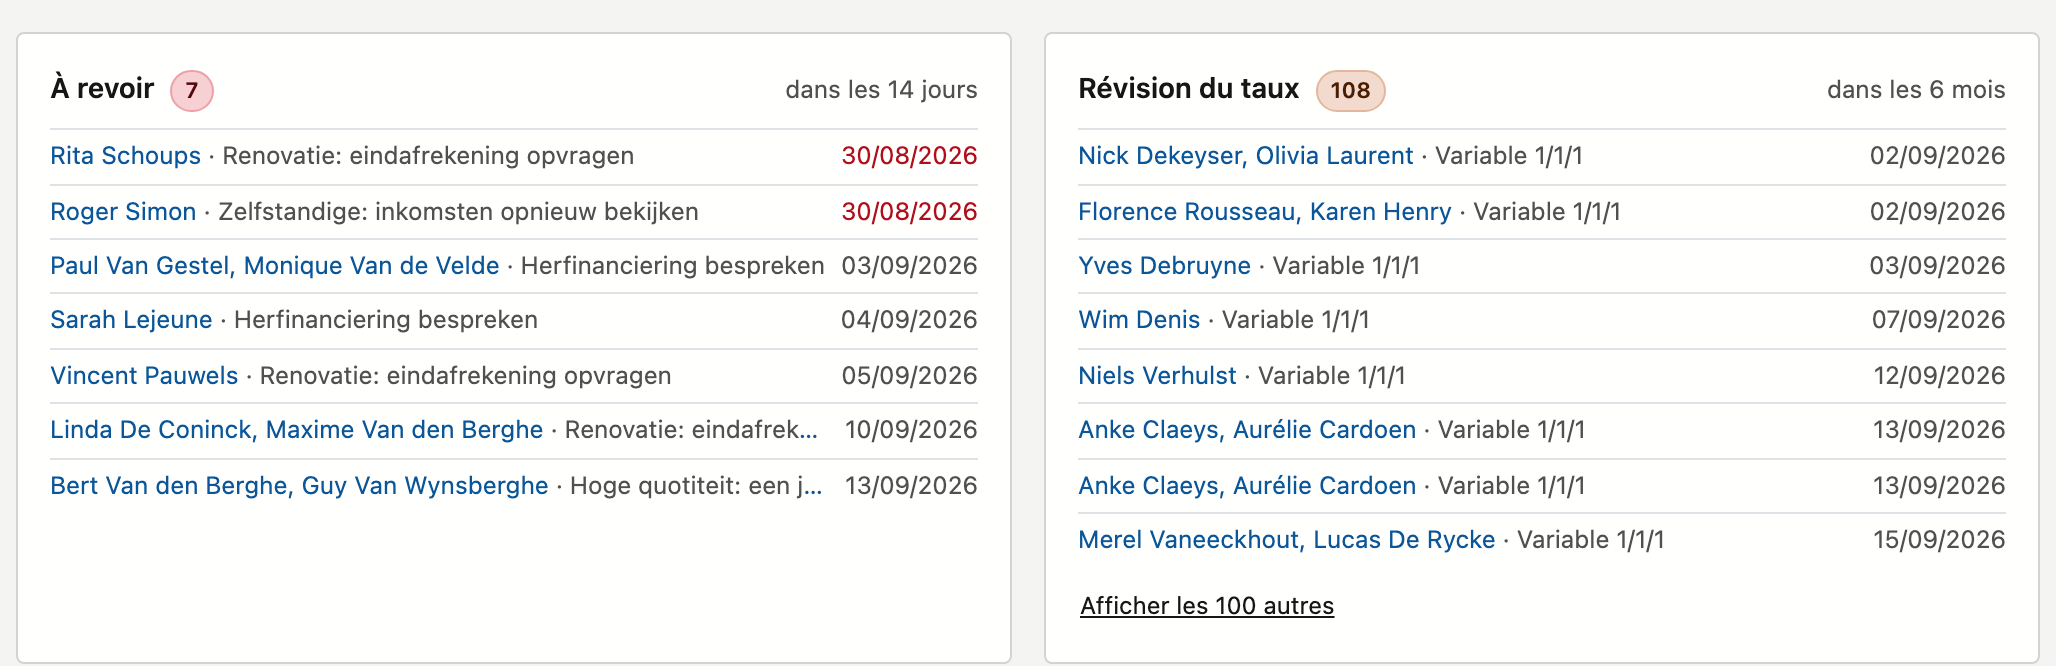 À revoir 7 dans les 14 jours
Rita Schoups · Renovatie: eindafrekening opvragen 30/08/2026
Roger Simon · Zelfstandige: inkomsten opnieuw bekijken 30/08/2026
Paul Van Gestel, Monique Van de Velde · Herfinanciering bespreken 03/09/2026
Sarah Lejeune · Herfinanciering bespreken 04/09/2026
Vincent Pauwels · Renovatie: eindafrekening opvragen 05/09/2026
Linda De Coninck, Maxime Van den Berghe · Renovatie: eindafrek... 10/09/2026
Bert Van den Berghe, Guy Van Wynsberghe · Hoge quotiteit: een j... 13/09/2026
Révision du taux 108 dans les 6 mois
Nick Dekeyser, Olivia Laurent · Variable 1/1/1 02/09/2026
Florence Rousseau, Karen Henry · Variable 1/1/1 02/09/2026
Yves Debruyne · Variable 1/1/1 03/09/2026
Wim Denis · Variable 1/1/1 07/09/2026
Niels Verhulst · Variable 1/1/1 12/09/2026
Anke Claeys, Aurélie Cardoen · Variable 1/1/1 13/09/2026
Anke Claeys, Aurélie Cardoen · Variable 1/1/1 13/09/2026
Merel Vaneeckhout, Lucas De Rycke · Variable 1/1/1 15/09/2026
Afficher les 100 autres